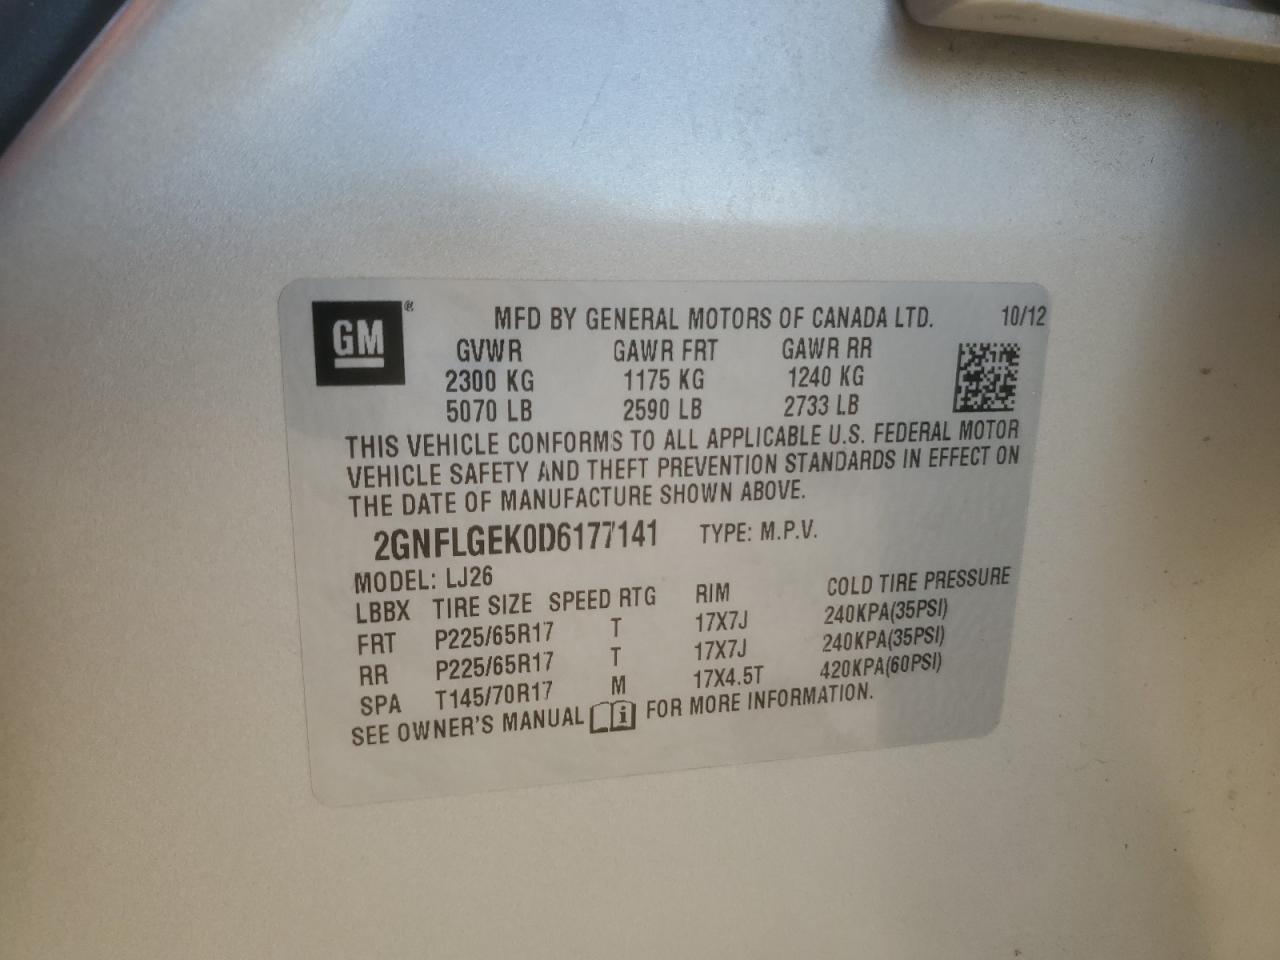 GM®
MFD BY GENERAL MOTORS OF CANADA LTD. 10/12
GVWR GAWR FRT GAWR RR
2300 KG 1175 KG 1240 KG
5070 LB 2590 LB 2733 LB
THIS VEHICLE CONFORMS TO ALL APPLICABLE U.S. FEDERAL MOTOR
VEHICLE SAFETY AND THEFT PREVENTION STANDARDS IN EFFECT ON
THE DATE OF MANUFACTURE SHOWN ABOVE.
2GNFLGEK0D6177141 TYPE: M.P.V.
MODEL: LJ26
LBBX TIRE SIZE SPEED RTG RIM COLD TIRE PRESSURE
FRT P225/65R17 T 17X7J 240KPA(35PSI)
RR P225/65R17 T 17X7J 240KPA(35PSI)
SPA T145/70R17 M 17X4.5T 420KPA(60PSI)
SEE OWNER'S MANUAL i FOR MORE INFORMATION.